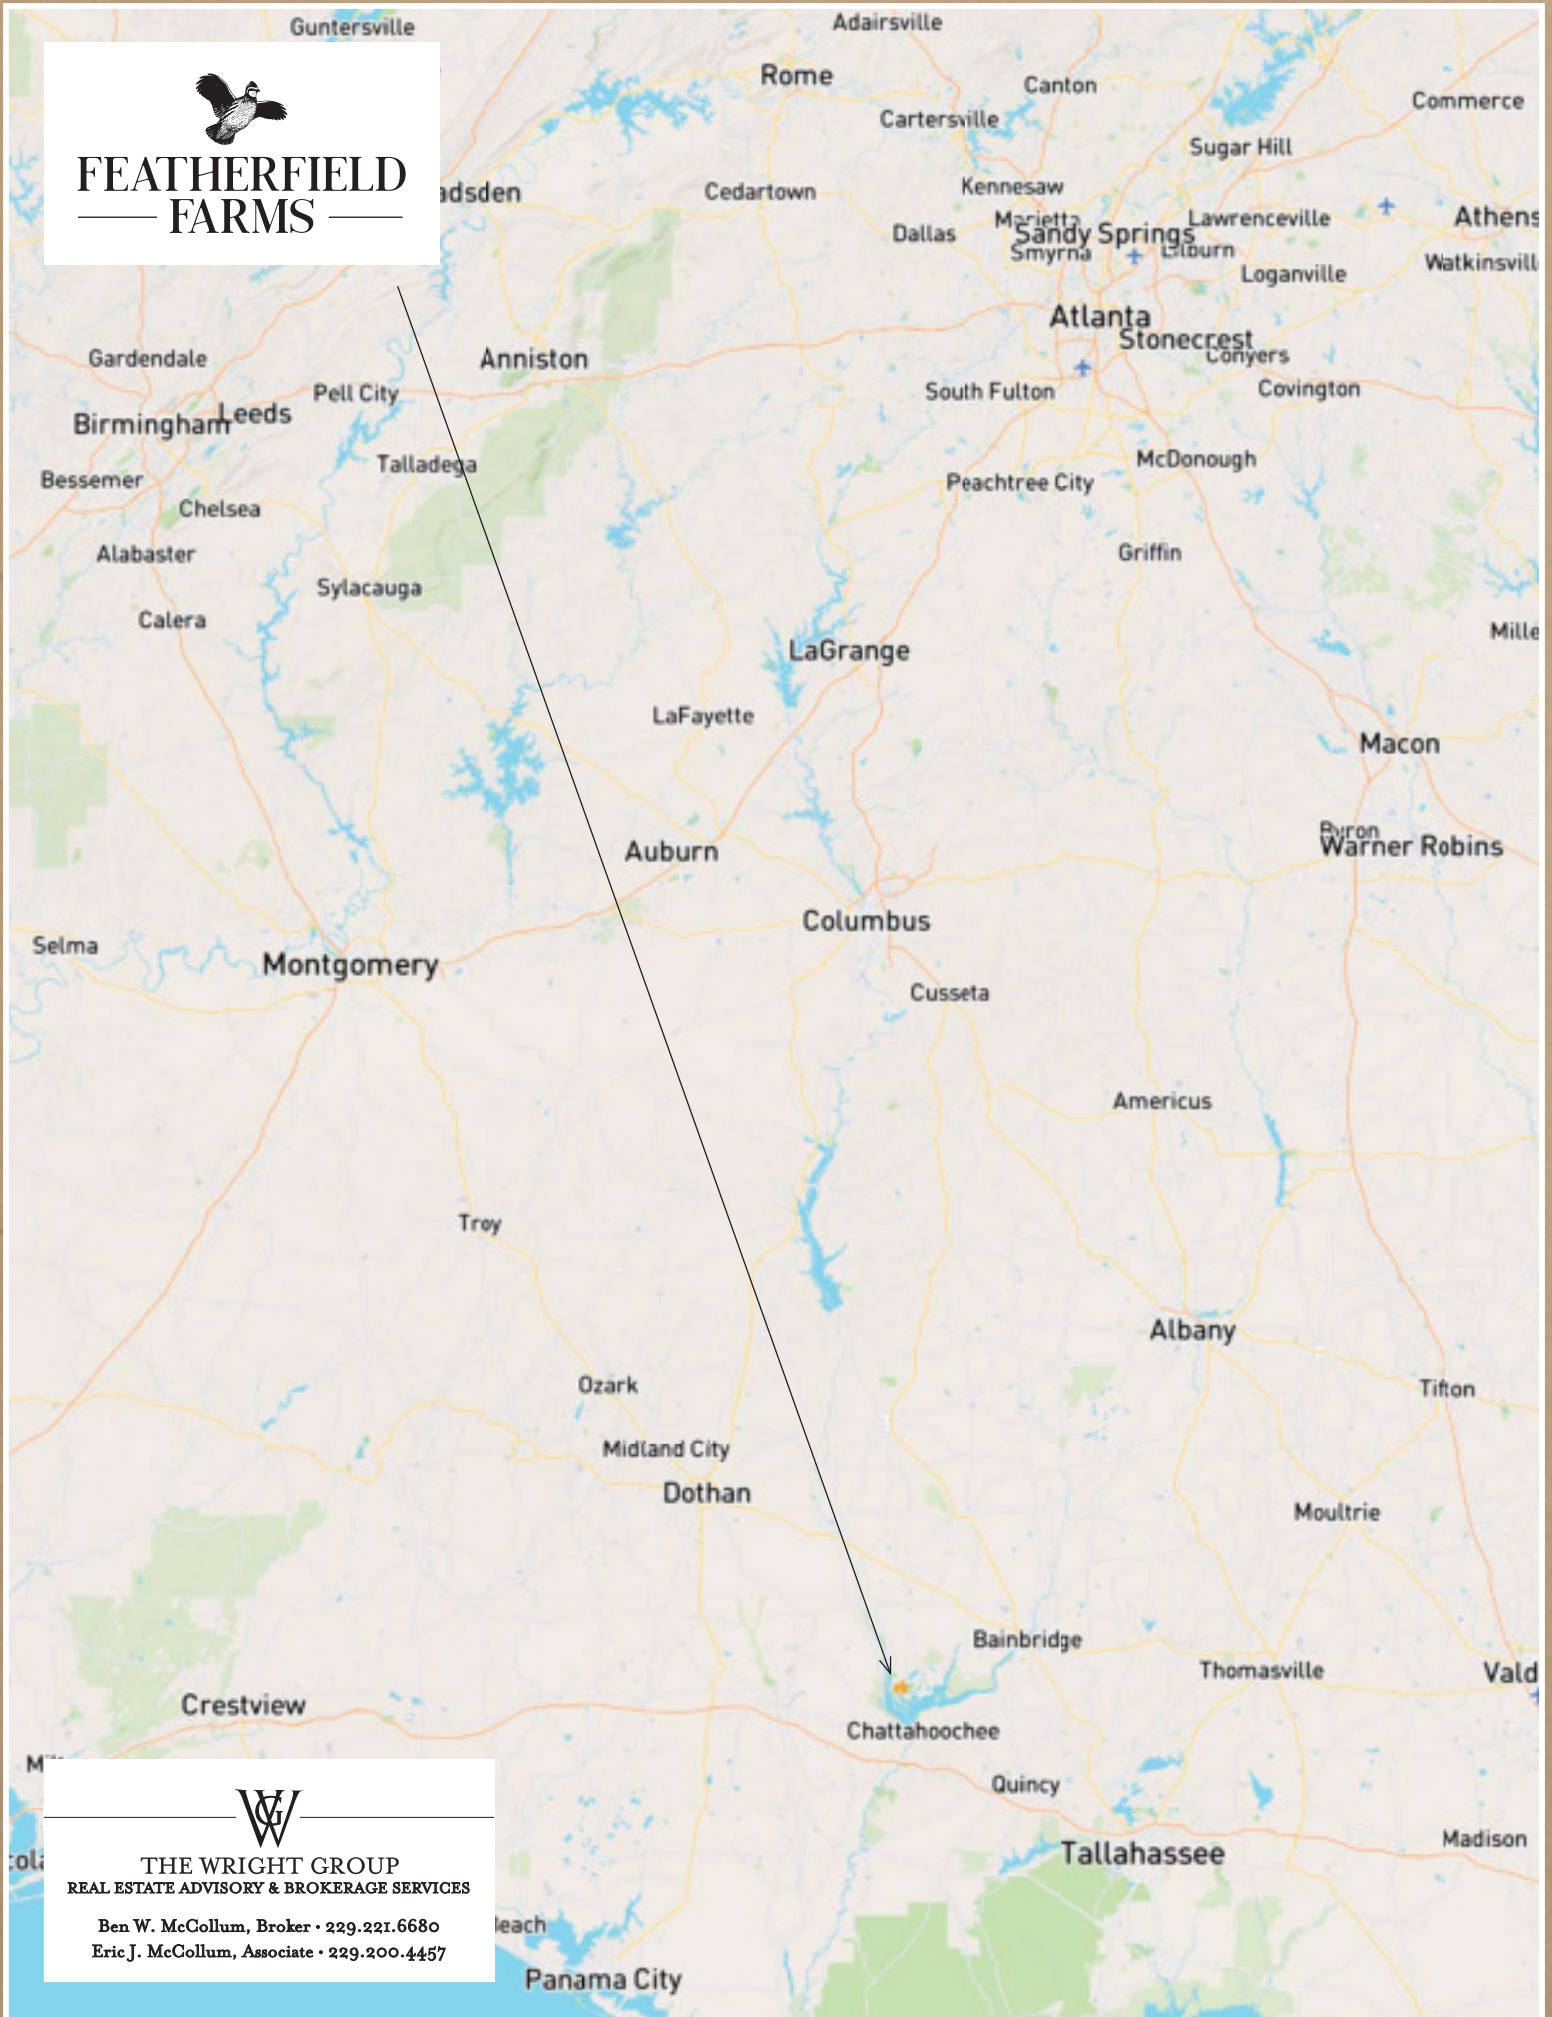 Guntersville
Adairsville
Rome
Canton
Commerce
Cartersville
Sugar Hill
FEATHERFIELD
FARMS
adsden
Cedartown
Kennesaw
Marietta
Lawrenceville
Athens
Dallas
Sandy Springs
Smyrna
Lilburn
Watkinsvill
Loganville
Atlanta
Stonecrest
Conyers
Gardendale
Anniston
Pell City
South Fulton
Covington
Leeds
Birmingham
Talladega
McDonough
Bessemer
Peachtree City
Chelsea
Alabaster
Griffin
Sylacauga
Calera
Mille
LaGrange
LaFayette
Macon
Byron
Warner Robins
Auburn
Columbus
Selma
Montgomery
Cusseta
Americus
Troy
Albany
Ozark
Tifton
Midland City
Dothan
Moultrie
Bainbridge
Thomasville
Vald
Crestview
Chattahoochee
Quincy
Madison
Tallahassee
cola
WG
THE WRIGHT GROUP
REAL ESTATE ADVISORY & BROKERAGE SERVICES
Ben W. McCollum, Broker • 229.221.6680
Eric J. McCollum, Associate • 229.200.4457
Beach
Panama City